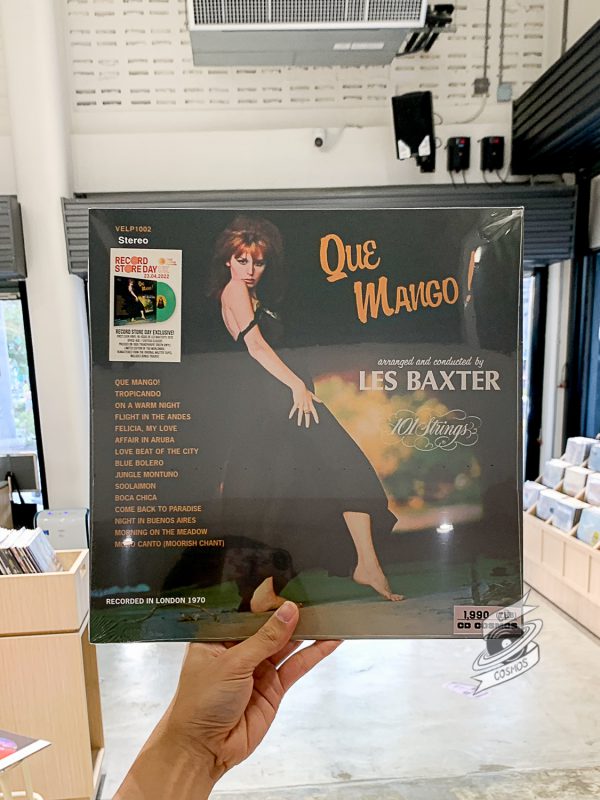 VELP1002
Stereo
RECORD
STORE DAY
23.04.2022
RECORD STORE DAY EXCLUSIVE!
QUE MANGO!
arranged and conducted by
LES BAXTER
101 Strings
QUE MANGO!
TROPICANDO
ON A WARM NIGHT
FLIGHT IN THE ANDES
FELICIA, MY LOVE
AFFAIR IN ARUBA
LOVE BEAT OF THE CITY
BLUE BOLERO
JUNGLE MONTUNO
SOOLAIMON
BOCA CHICA
COME BACK TO PARADISE
NIGHT IN BUENOS AIRES
MORNING ON THE MEADOW
MORO CANTO (MOORISH CHANT)
RECORDED IN LONDON 1970
1,990
CD COSMOS
COSMOS